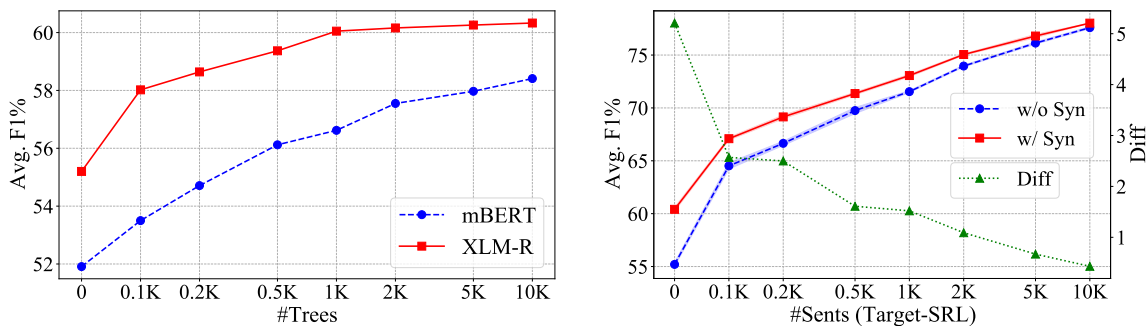 60
58
56
54
52
Avg. F1%
mBERT
XLM-R
0 0.1K 0.2K 0.5K 1K 2K 5K 10K
#Trees
75
70
65
60
55
Avg. F1%
w/o Syn
w/ Syn
Diff
5
4
3
2
1
Diff
0 0.1K 0.2K 0.5K 1K 2K 5K 10K
#Sents (Target-SRL)